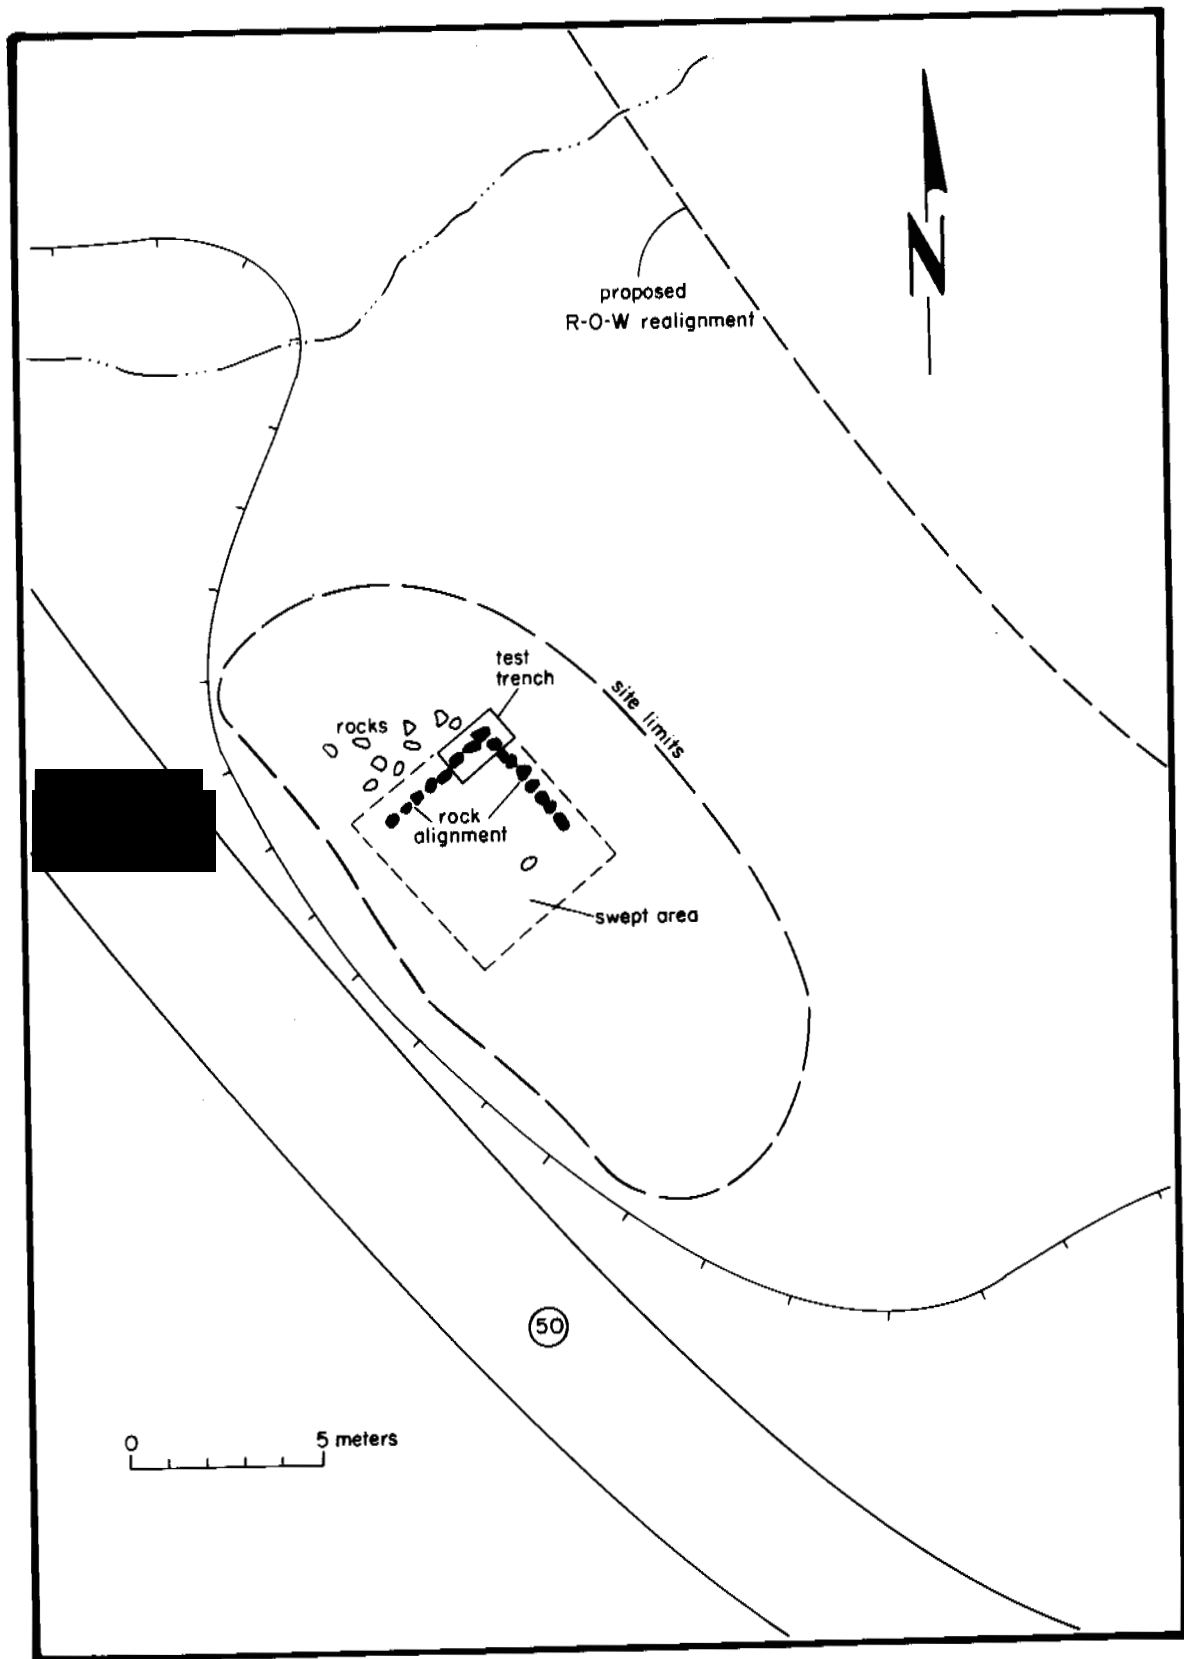 N
proposed
R-O-W realignment
test
trench
site limits
rocks
rock
alignment
swept area
50
0 5 meters